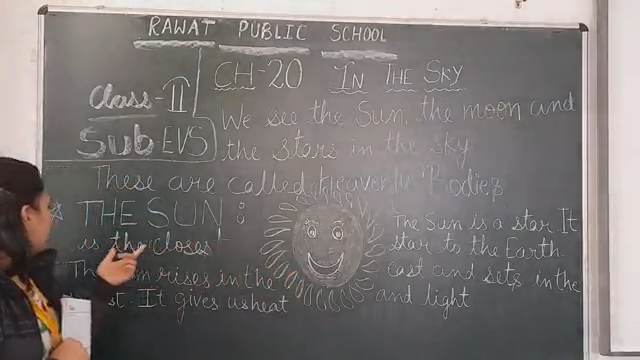 RAWAT PUBLIC SCHOOL
CH-20 IN THE SKY
Class-II
Sub EVS
We see the Sun, the moon and
the stars in the sky
These are called Heavenly Bodies
* THE SUN : The Sun is a star. It
is the closest star to the Earth.
The Sun rises in the east and sets in the
It gives us heat and light